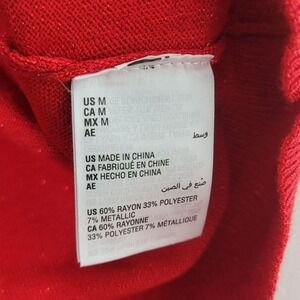 US M
CA M
MX M
AE
وسط
US MADE IN CHINA
CA FABRIQUÉ EN CHINE
MX HECHO EN CHINA
AE
صنع في الصين
US 60% RAYON 33% POLYESTER
7% METALLIC
CA 60% RAYONNE
33% POLYESTER 7% MÉTALLIQUE